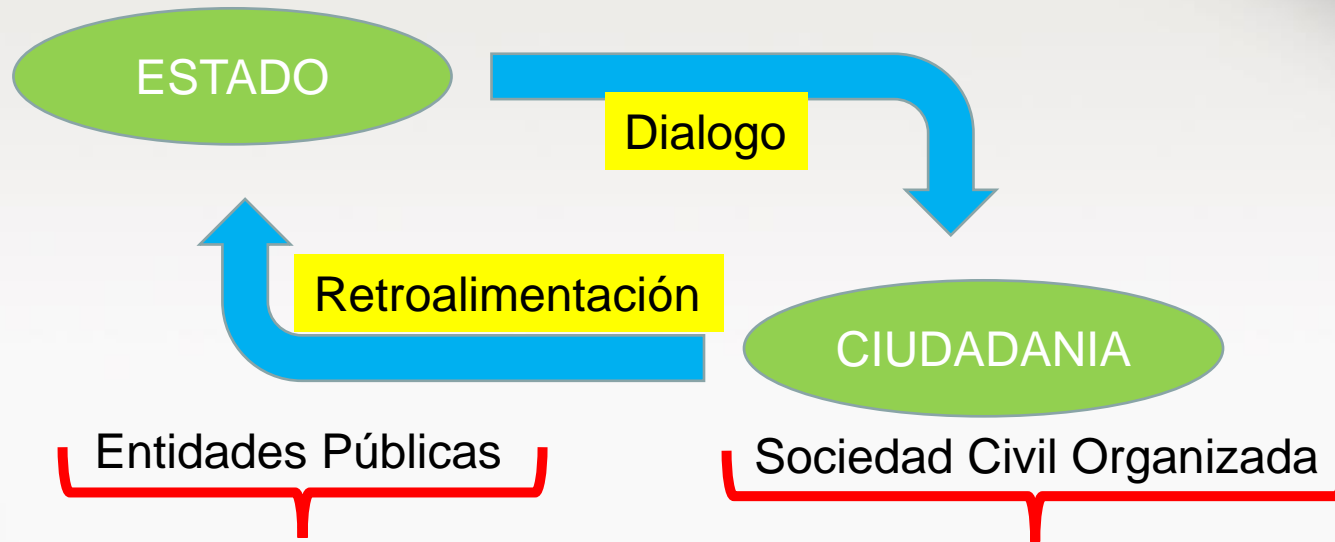 ESTADO
Dialogo
Retroalimentación
CIUDADANIA
Entidades Públicas
Sociedad Civil Organizada